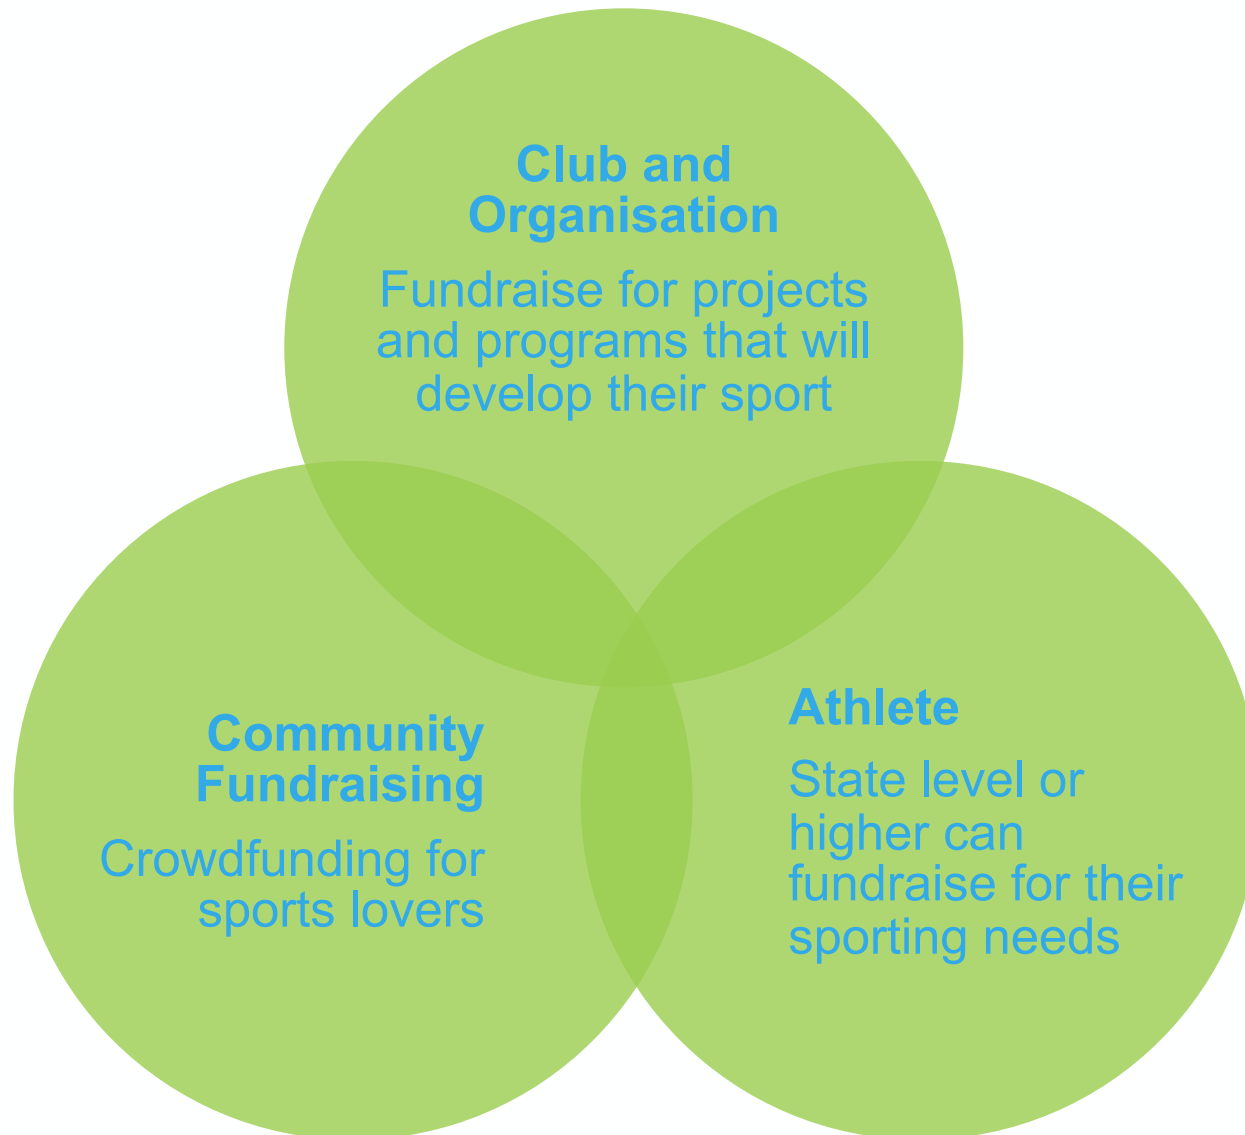 Club and
Organisation
Fundraise for projects
and programs that will
develop their sport
Community
Fundraising
Crowdfunding for
sports lovers
Athlete
State level or
higher can
fundraise for their
sporting needs